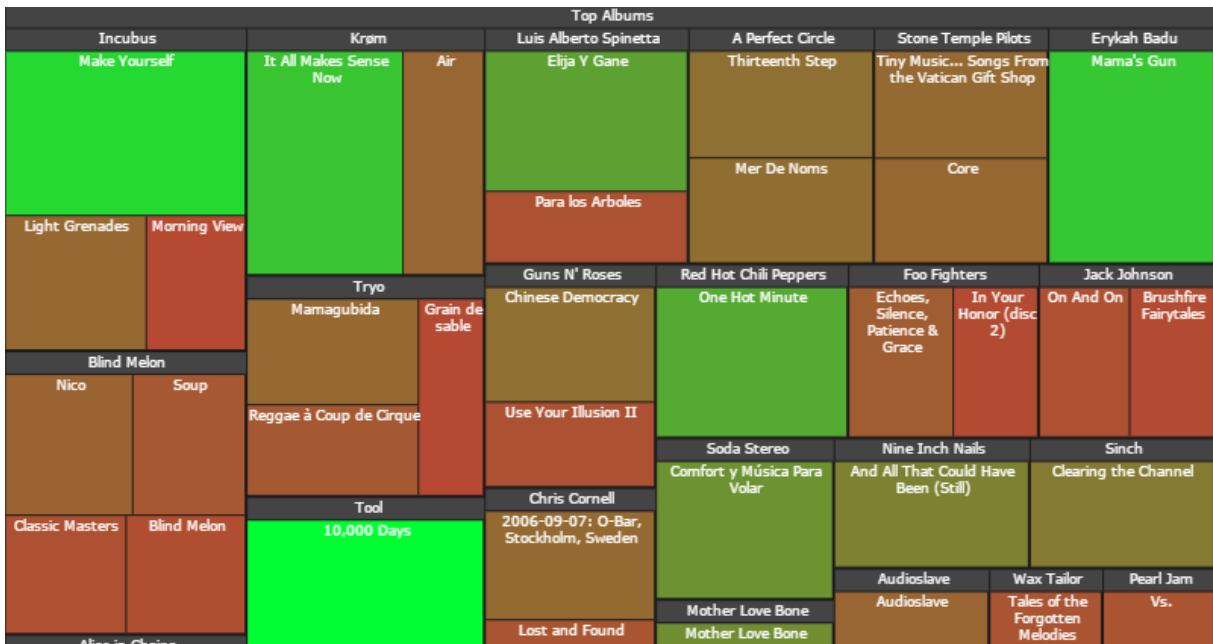 Top Albums
Incubus
Make Yourself
Light Grenades
Morning View
Blind Melon
Nico
Soup
Classic Masters
Blind Melon
Alice in Chains
Krøm
It All Makes Sense
Now
Air
Tryo
Mamagubida
Grain de
sable
Reggae à Coup de Cirque
Tool
10,000 Days
Luis Alberto Spinetta
Elija Y Gane
Para los Arboles
A Perfect Circle
Thirteenth Step
Mer De Noms
Stone Temple Pilots
Tiny Music... Songs From
the Vatican Gift Shop
Core
Erykah Badu
Mama's Gun
Guns N' Roses
Chinese Democracy
Use Your Illusion II
Chris Cornell
2006-09-07: O-Bar,
Stockholm, Sweden
Lost and Found
Red Hot Chili Peppers
One Hot Minute
Soda Stereo
Comfort y Música Para
Volar
Mother Love Bone
Mother Love Bone
Foo Fighters
Echoes,
Silence,
Patience &
Grace
In Your
Honor (disc
2)
Jack Johnson
On And On
Brushfire
Fairytales
Nine Inch Nails
And All That Could Have
Been (Still)
Sinch
Clearing the Channel
Audioslave
Audioslave
Wax Tailor
Tales of the
Forgotten
Melodies
Pearl Jam
Vs.